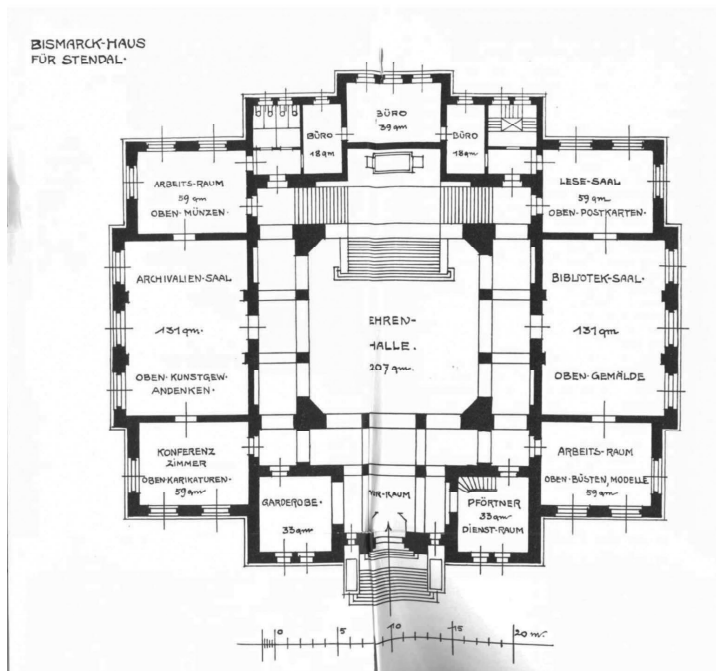 BISMARCK-HAUS
FÜR STENDAL.
BÜRO
39 qm
BÜRO
18 qm
BÜRO
18 qm
ARBEITS-RAUM
59 qm
OBEN-MÜNZEN.
LESE-SAAL
59 qm
OBEN-POSTKARTEN.
ARCHIVALIEN-SAAL
131 qm.
OBEN-KUNSTGEW.
ANDENKEN.
EHREN-
HALLE.
207 qm.
BIBLIOTEK-SAAL.
131 qm
OBEN-GEMÄLDE
KONFERENZ
ZIMMER
OBEN-KARIKATUREN.
59 qm
ARBEITS-RAUM
OBEN-BÜSTEN, MODELLE
59 qm
GARDEROBE.
33 qm
VOR-RAUM
PFÖRTNER
33 qm
DIENST-RAUM
0 5 10 15 20 m.